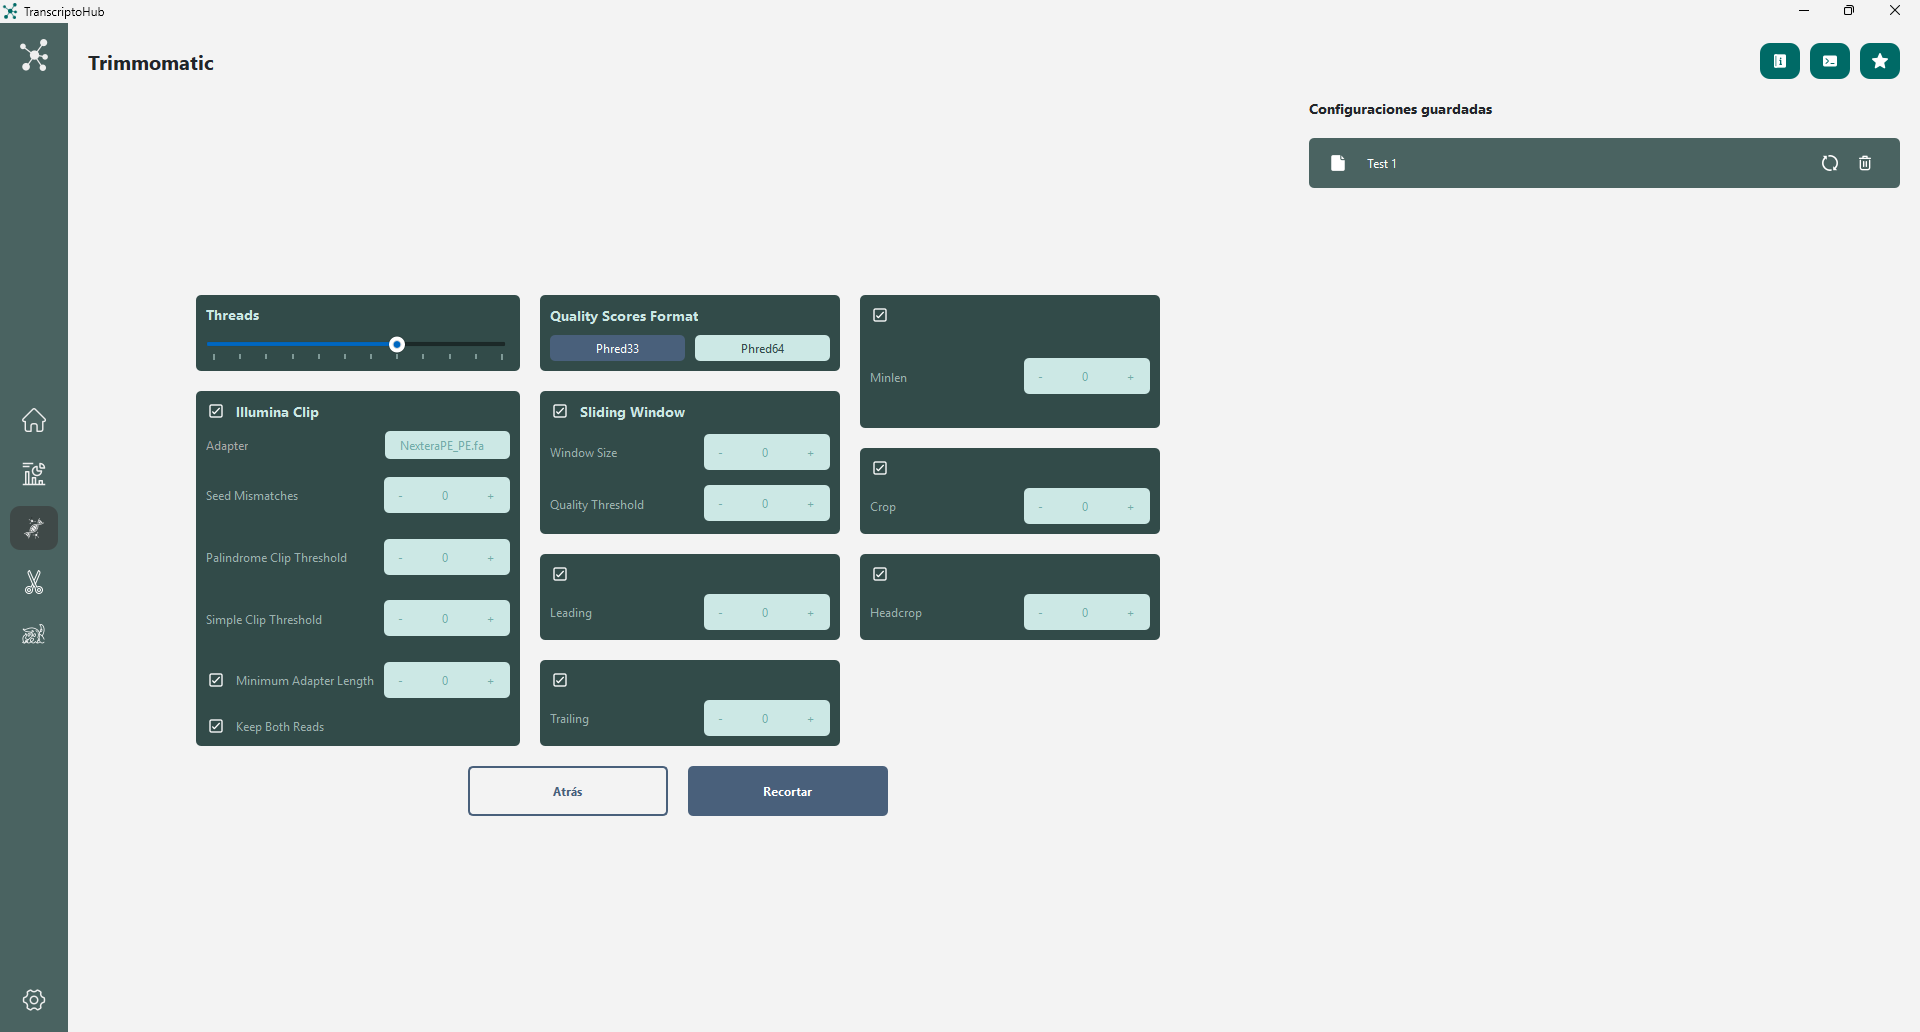 TranscriptoHub
Trimmomatic
Configuraciones guardadas
Test 1
Threads
Quality Scores Format
Phred33
Phred64
Minlen
- 0 +
Illumina Clip
Adapter
NexteraPE_PE.fa
Seed Mismatches
- 0 +
Palindrome Clip Threshold
- 0 +
Simple Clip Threshold
- 0 +
Minimum Adapter Length
- 0 +
Keep Both Reads
Sliding Window
Window Size
- 0 +
Quality Threshold
- 0 +
Crop
- 0 +
Leading
- 0 +
Headcrop
- 0 +
Trailing
- 0 +
Atrás
Recortar